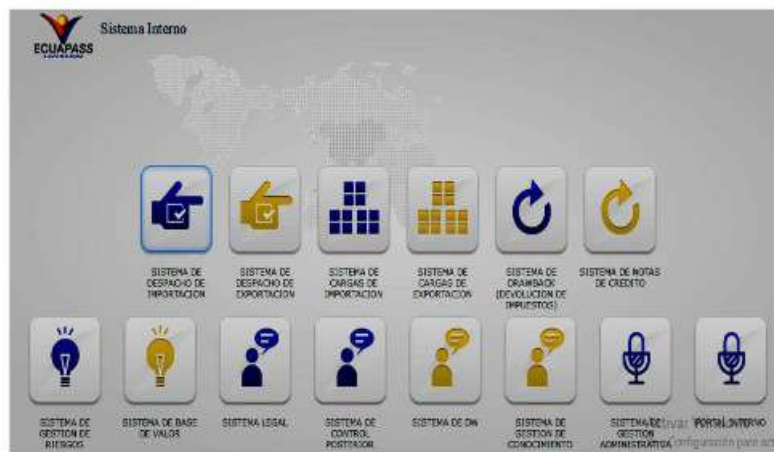 Sistema Interno
ECUAPASS
SISTEMA DE
DESPACHO DE
IMPORTACION
SISTEMA DE
DESPACHO DE
EXPORTACION
SISTEMA DE
CARGAS DE
IMPORTACION
SISTEMA DE
CARGAS DE
EXPORTACION
SISTEMA DE
DRAWBACK
(DEVOLUCION DE
IMPUESTOS)
SISTEMA DE NOTAS
DE CREDITO
SISTEMA DE
GESTION DE
RIESGOS
SISTEMA DE BASE
DE VALOR
SISTEMA LEGAL
SISTEMA DE
CONTROL
POSTERIOR
SISTEMA DE DW
SISTEMA DE
GESTION DE
CONOCIMIENTO
SISTEMA DE
GESTION
ADMINISTRATIVA
PORTAL INTERNO
Configuración para